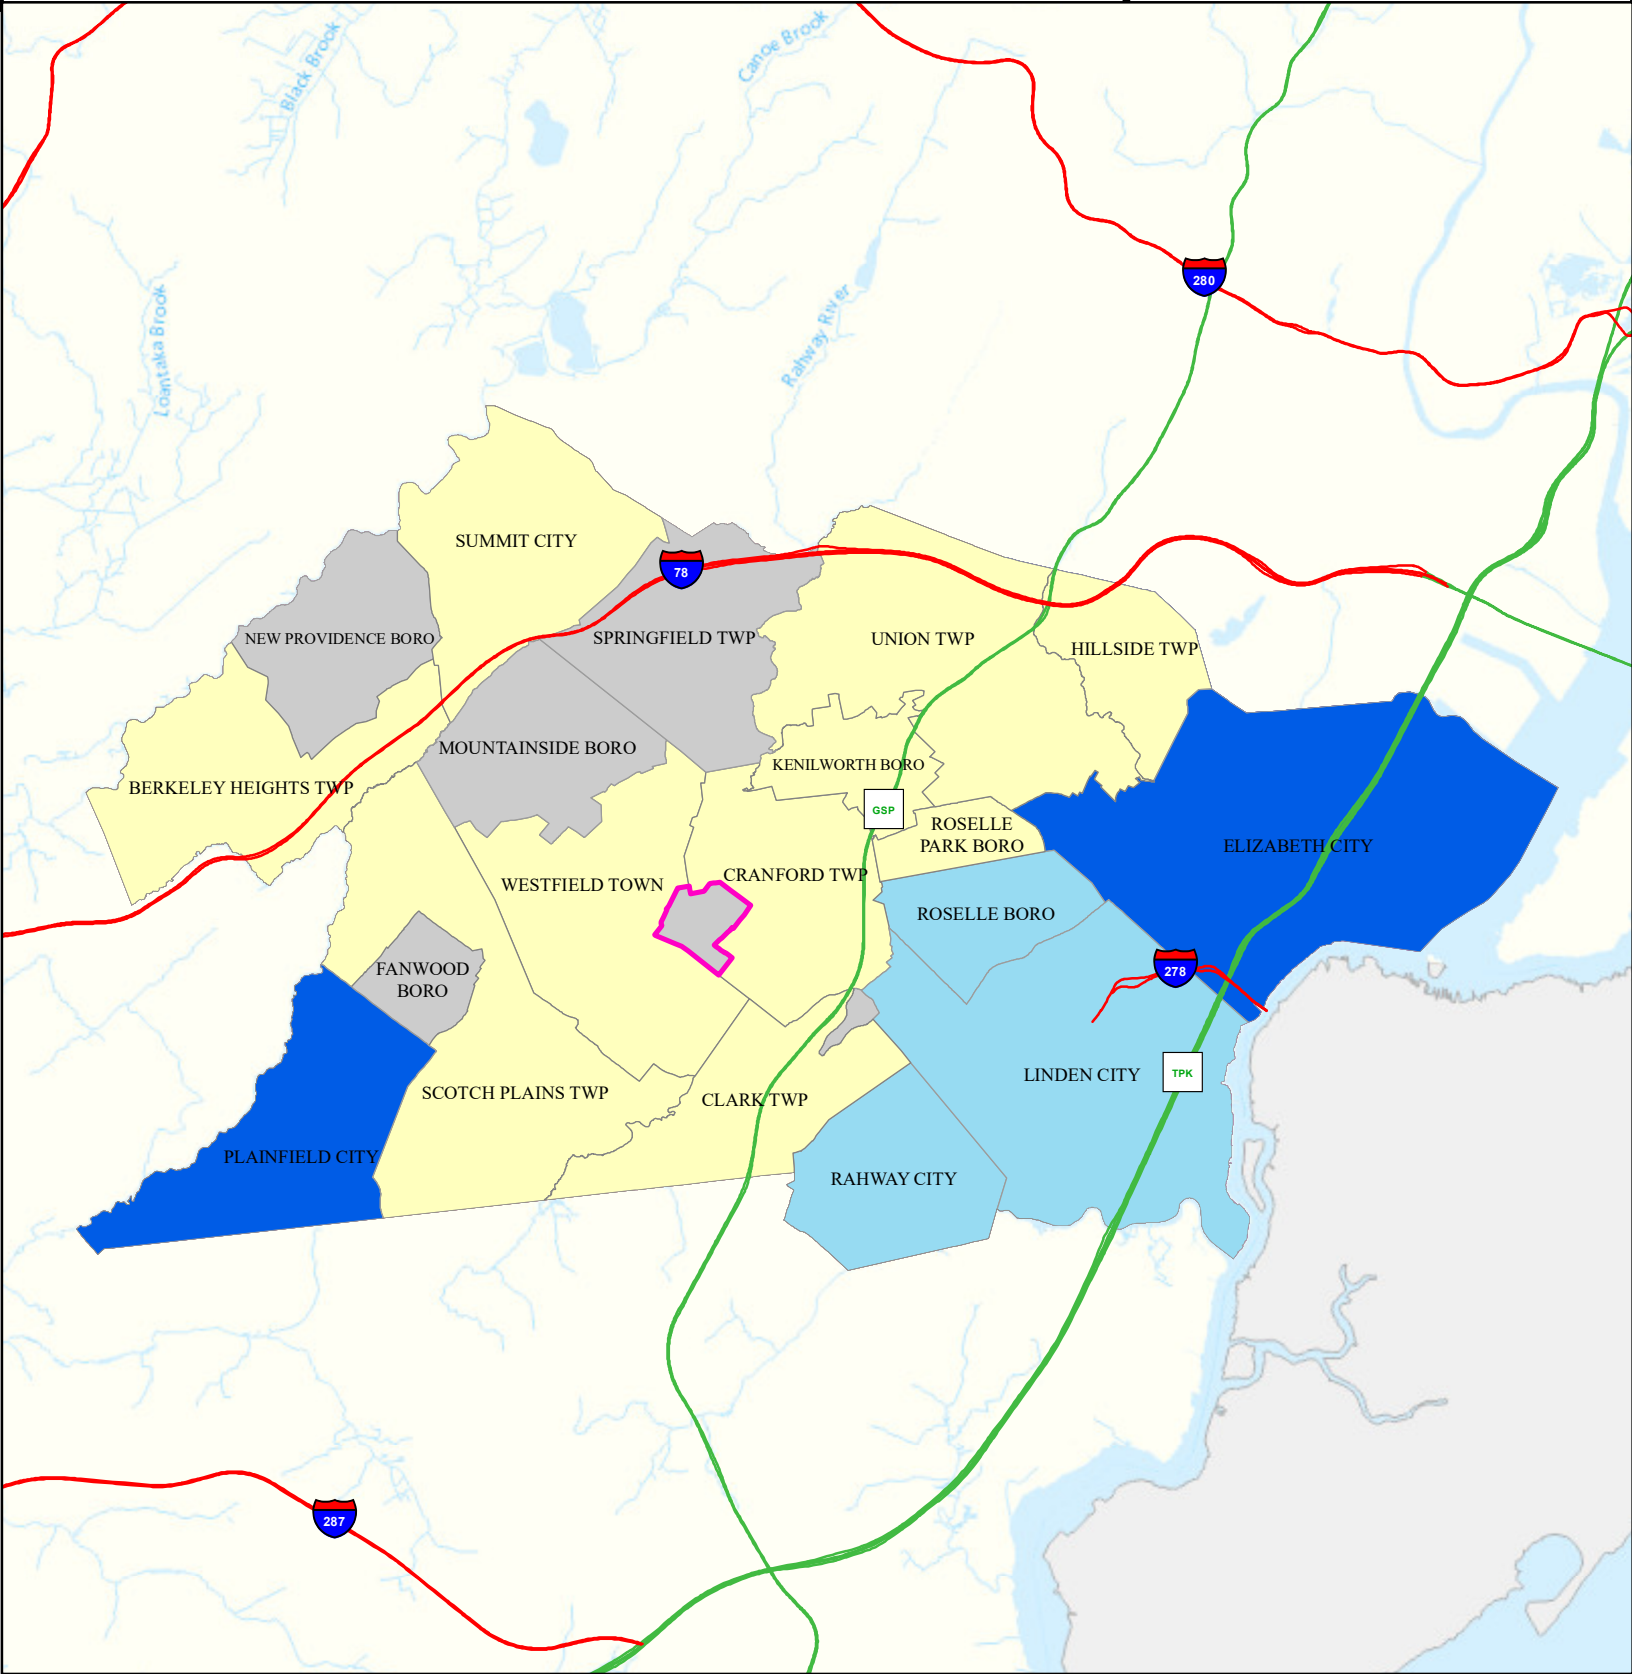 Black Brook
Canoe Brook
280
Loantaka Brook
Rahway River
SUMMIT CITY
78
NEW PROVIDENCE BORO
SPRINGFIELD TWP
UNION TWP
HILLSIDE TWP
MOUNTAINSIDE BORO
KENILWORTH BORO
BERKELEY HEIGHTS TWP
GSP
ROSELLE
PARK BORO
ELIZABETH CITY
WESTFIELD TOWN
CRANFORD TWP
ROSELLE BORO
FANWOOD
BORO
278
LINDEN CITY
TPK
SCOTCH PLAINS TWP
CLARK TWP
PLAINFIELD CITY
RAHWAY CITY
287